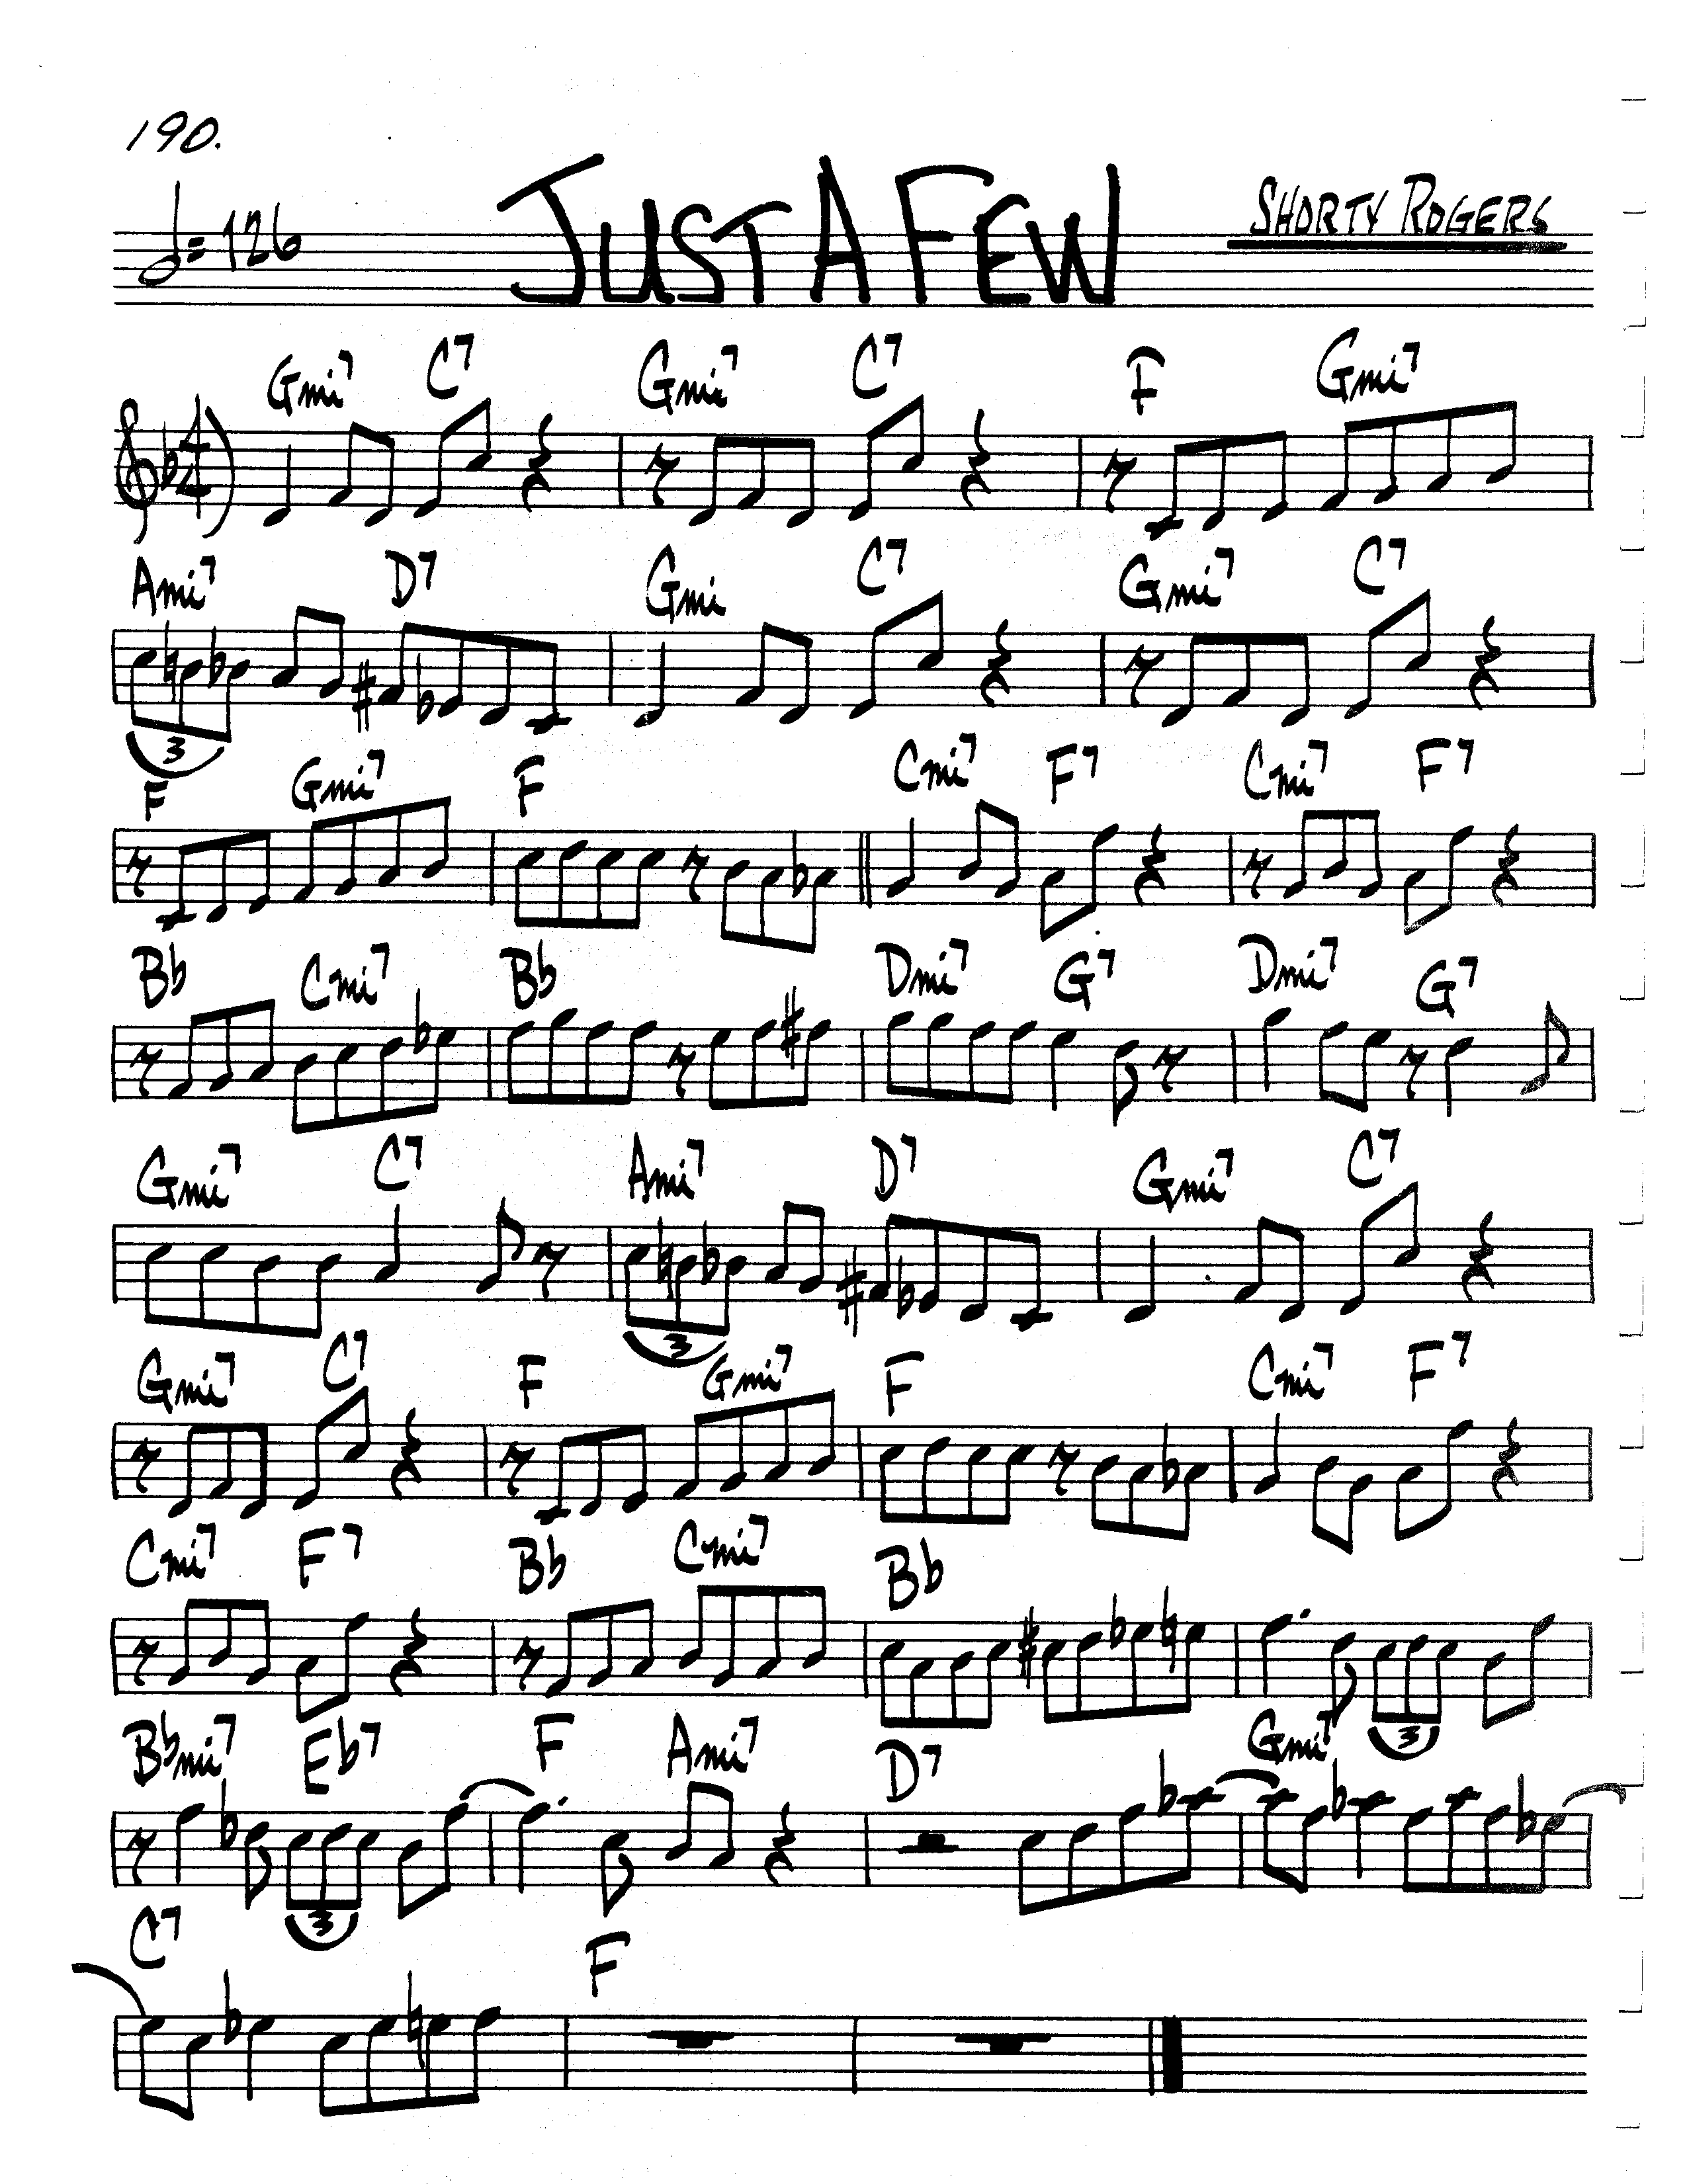 190.
𝅗𝅥=126 JUST A FEW SHORTY ROGERS
Gmi7 C7 Gmi7 C7 F Gmi7
4
Ami7 D7 Gmi C7 Gmi7 C7
3
F Gmi7 F Cmi7 F7 Cmi7 F7
Bb Cmi7 Bb Dmi7 G7 Dmi7 G7
Gmi7 C7 Ami7 D7 Gmi7 C7
3
Gmi7 C7 F Gmi7 F Cmi7 F7
Cmi7 F7 Bb Cmi7 Bb
3
Bbmi7 Eb7 F Ami7 D7 Gmi7
3
C7 F